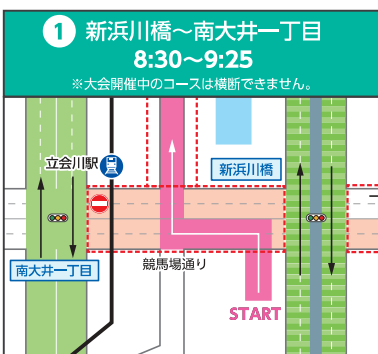 1 新浜川橋～南大井一丁目
8:30～9:25
※大会開催中のコースは横断できません。
立会川駅
新浜川橋
南大井一丁目
競馬場通り
START